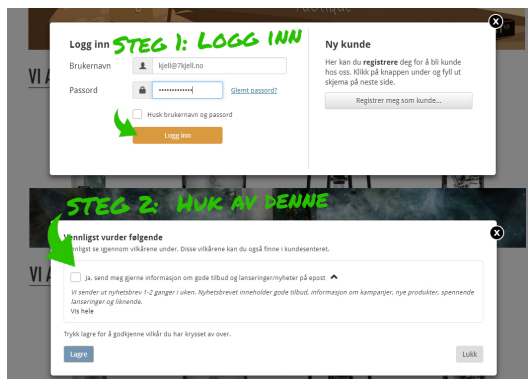 STEG 1: LOGG INN
Logg inn
Ny kunde
Brukernavn
kjell@7kjell.no
Her kan du registrere deg for å bli kunde
hos oss. Klikk på knappen under og fyll ut
skjema på neste side.
Passord
Glemt passord?
Registrer meg som kunde...
Husk brukernavn og passord
Logg inn
VI
STEG 2: HUK AV DENNE
Vennligst vurder følgende
Vennligst se igjennom vilkårene under. Disse vilkårene kan du også finne i kundesenteret.
VI
Ja, send meg gjerne informasjon om gode tilbud og lanseringer/nyheter på epost
Vi sender ut nyhetsbrev 1-2 ganger i uken. Nyhetsbrevet inneholder gode tilbud, informasjon om kampanjer, nye produkter, spennende
lanseringer og liknende.
Vis hele
Trykk lagre for å godkjenne vilkår du har krysset av over.
Lagre
Lukk